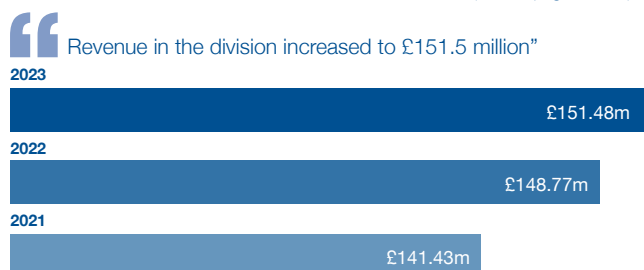 Revenue in the division increased to £151.5 million”
2023
£151.48m
2022
£148.77m
2021
£141.43m